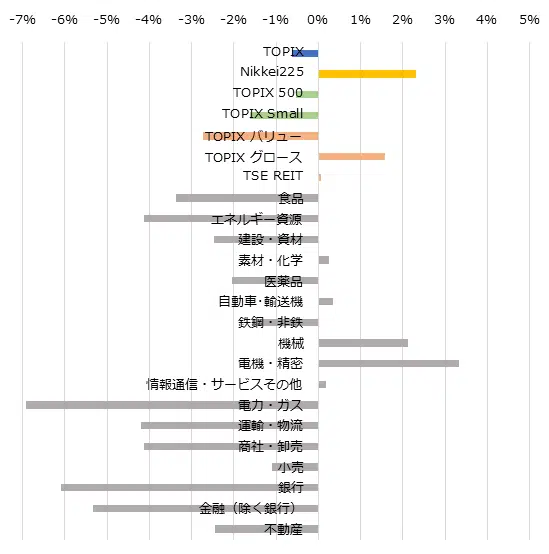 -7% -6% -5% -4% -3% -2% -1% 0% 1% 2% 3% 4% 5%
TOPIX
Nikkei225
TOPIX 500
TOPIX Small
TOPIX バリュー
TOPIX グロース
TSE REIT
食品
エネルギー資源
建設・資材
素材・化学
医薬品
自動車･輸送機
鉄鋼・非鉄
機械
電機・精密
情報通信・サービスその他
電力・ガス
運輸・物流
商社・卸売
小売
銀行
金融（除く銀行）
不動産